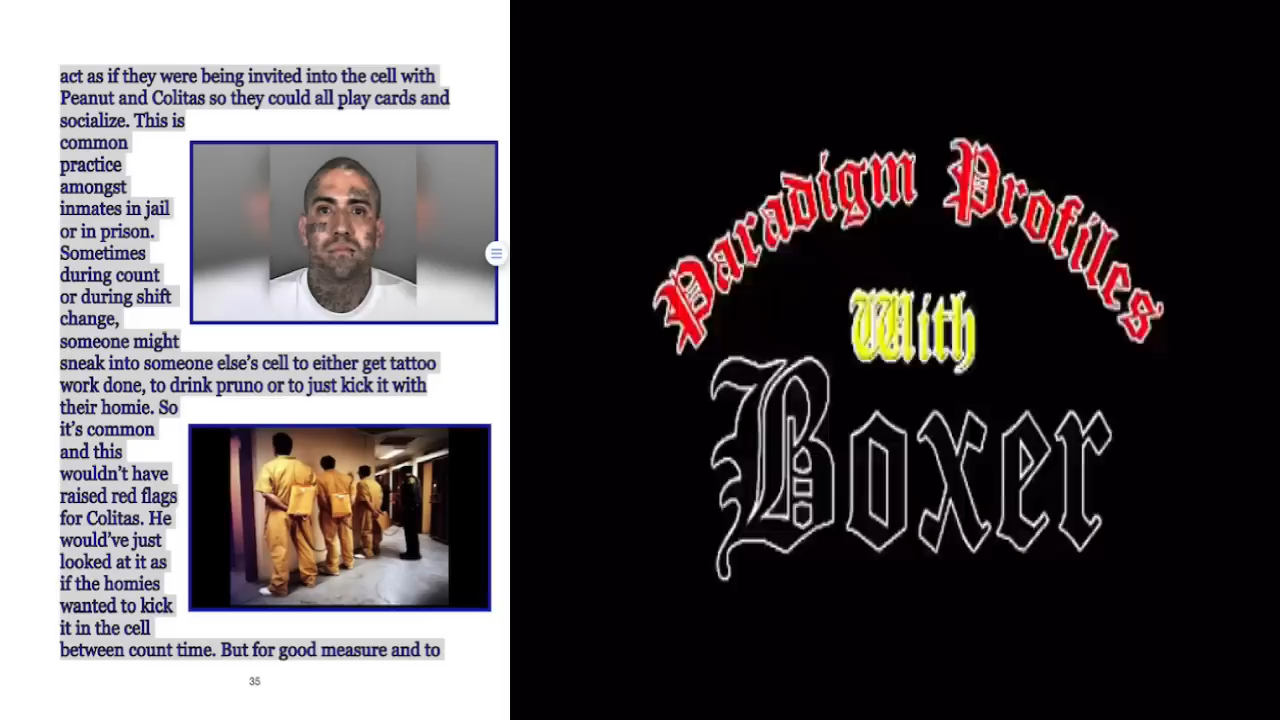 act as if they were being invited into the cell with
Peanut and Colitas so they could all play cards and
socialize. This is
common
practice
amongst
inmates in jail
or in prison.
Sometimes
during count
or during shift
change,
someone might
sneak into someone else’s cell to either get tattoo
work done, to drink pruno or to just kick it with
their homie. So
it’s common
and this
wouldn’t have
raised red flags
for Colitas. He
would’ve just
looked at it as
if the homies
wanted to kick
it in the cell
between count time. But for good measure and to
35
Paradigm Profiles
With
Boxer